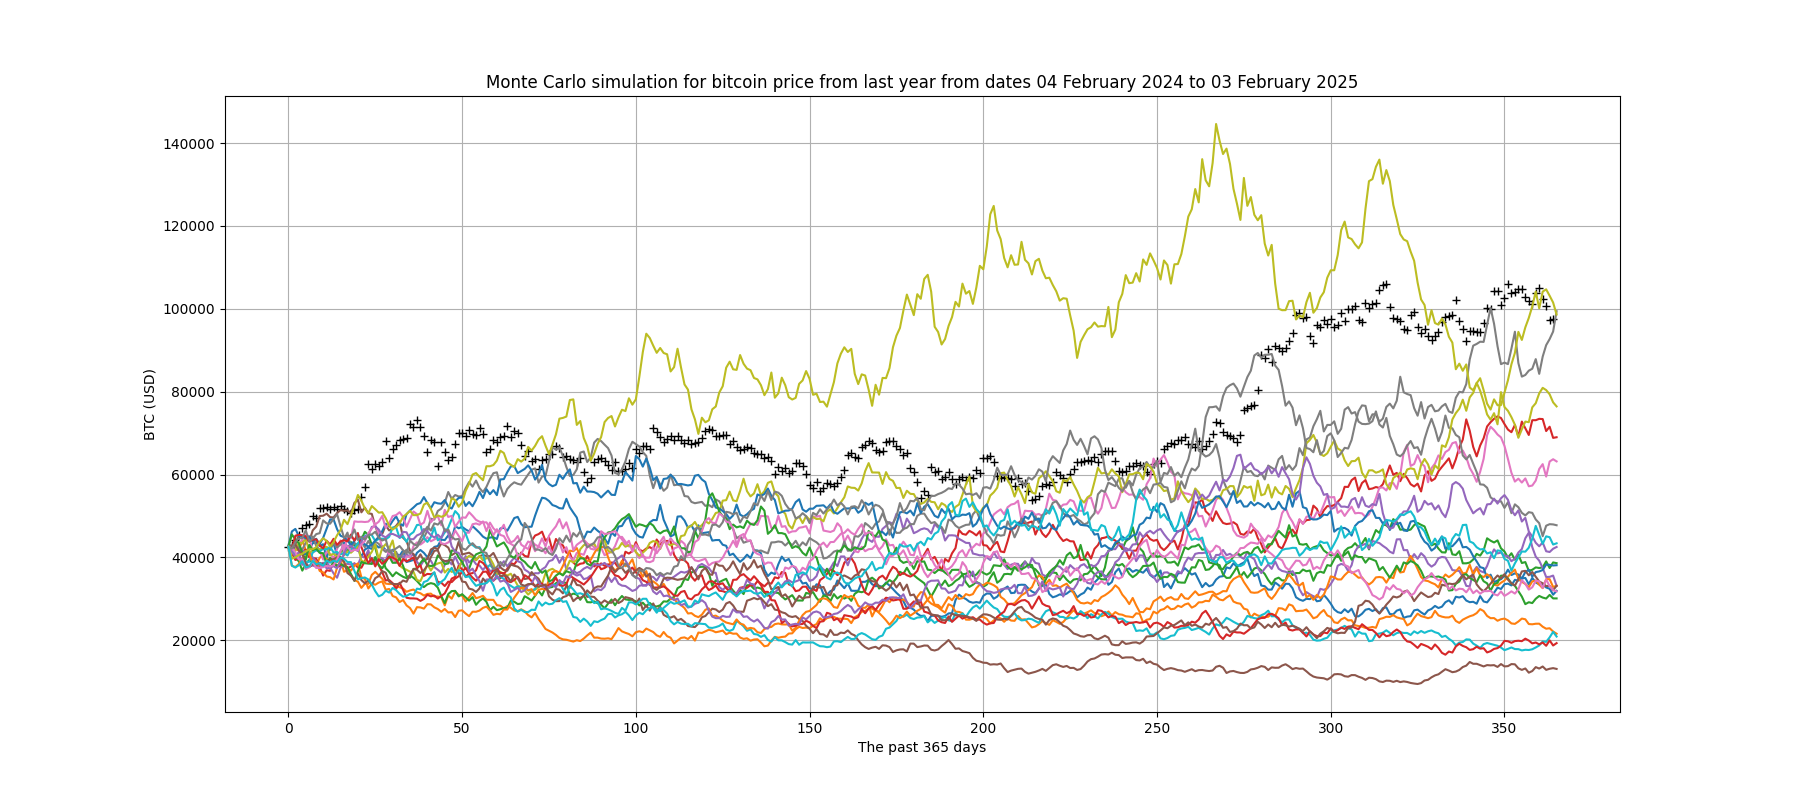 Monte Carlo simulation for bitcoin price from last year from dates 04 February 2024 to 03 February 2025
BTC (USD)
140000
120000
100000
80000
60000
40000
20000
0 50 100 150 200 250 300 350
The past 365 days